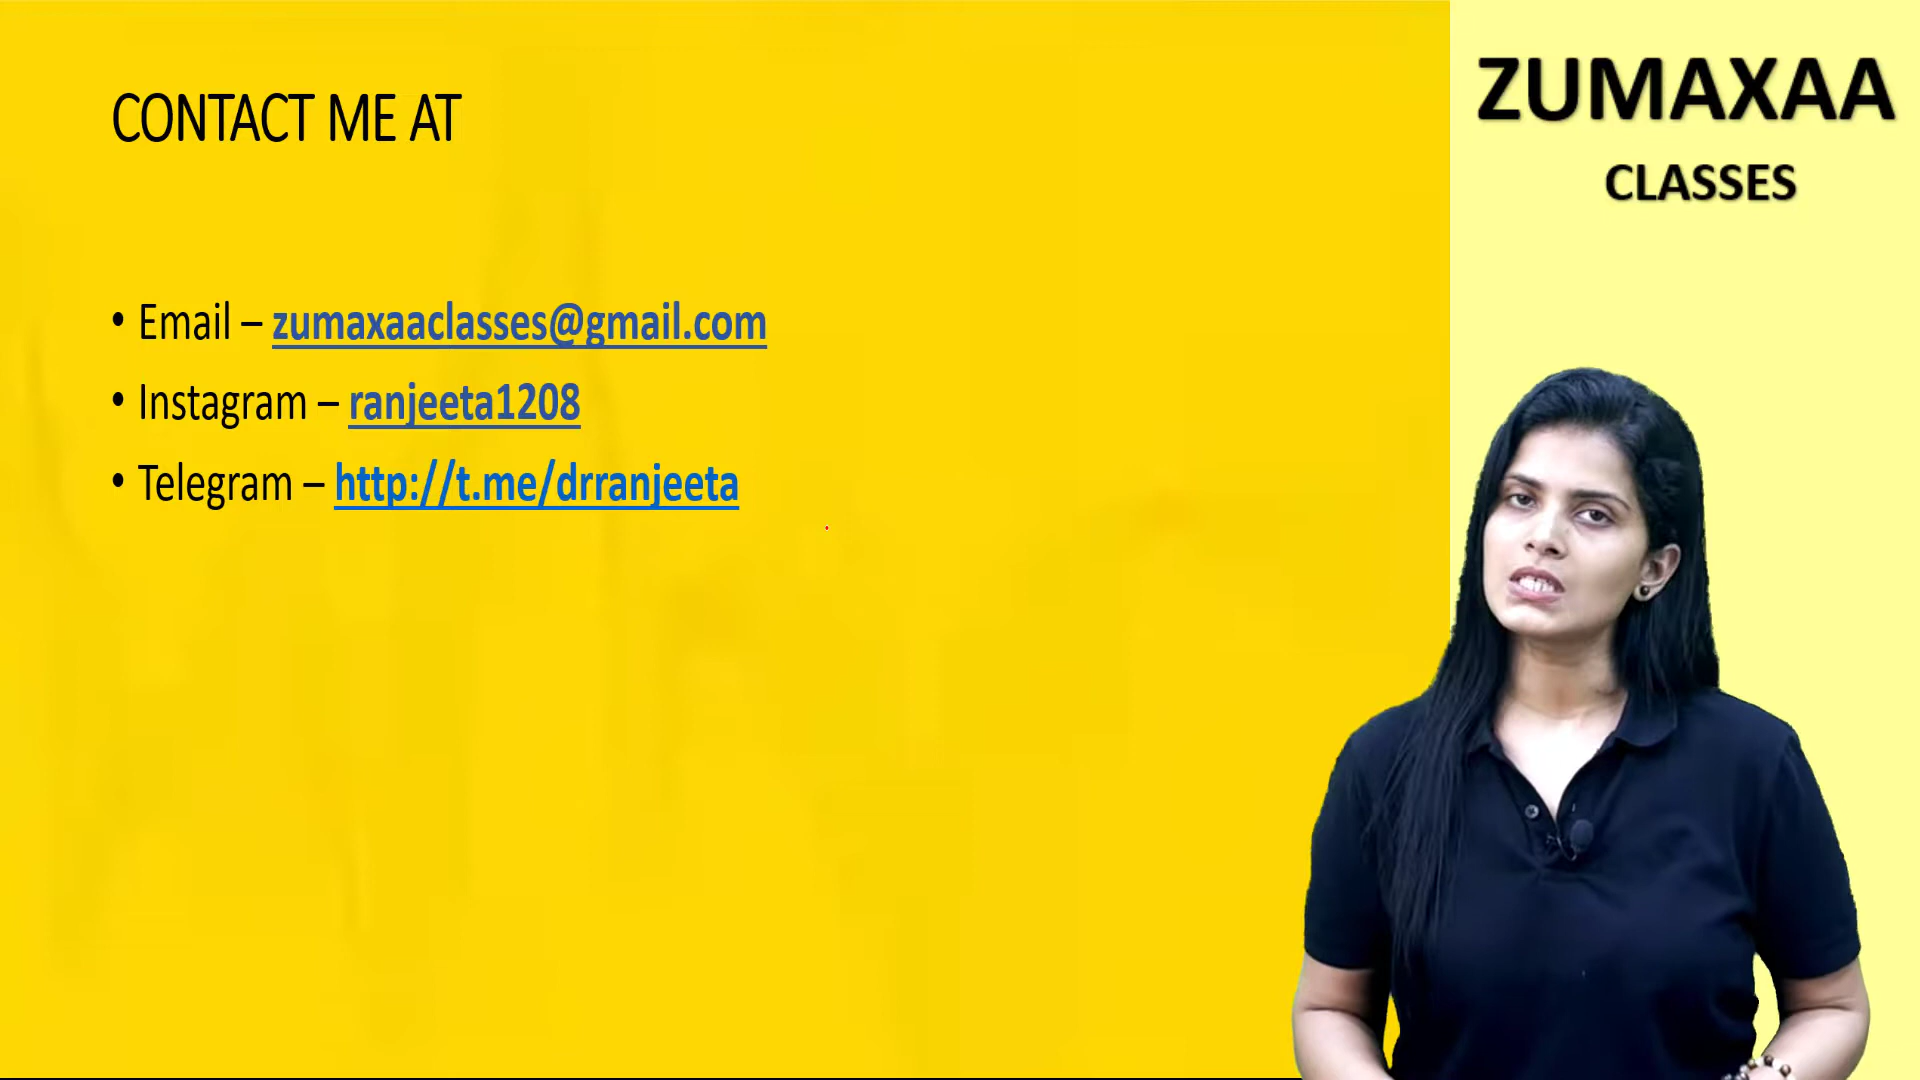 CONTACT ME AT
• Email – zumaxaaclasses@gmail.com
• Instagram – ranjeeta1208
• Telegram – http://t.me/drranjeeta
ZUMAXAA
CLASSES